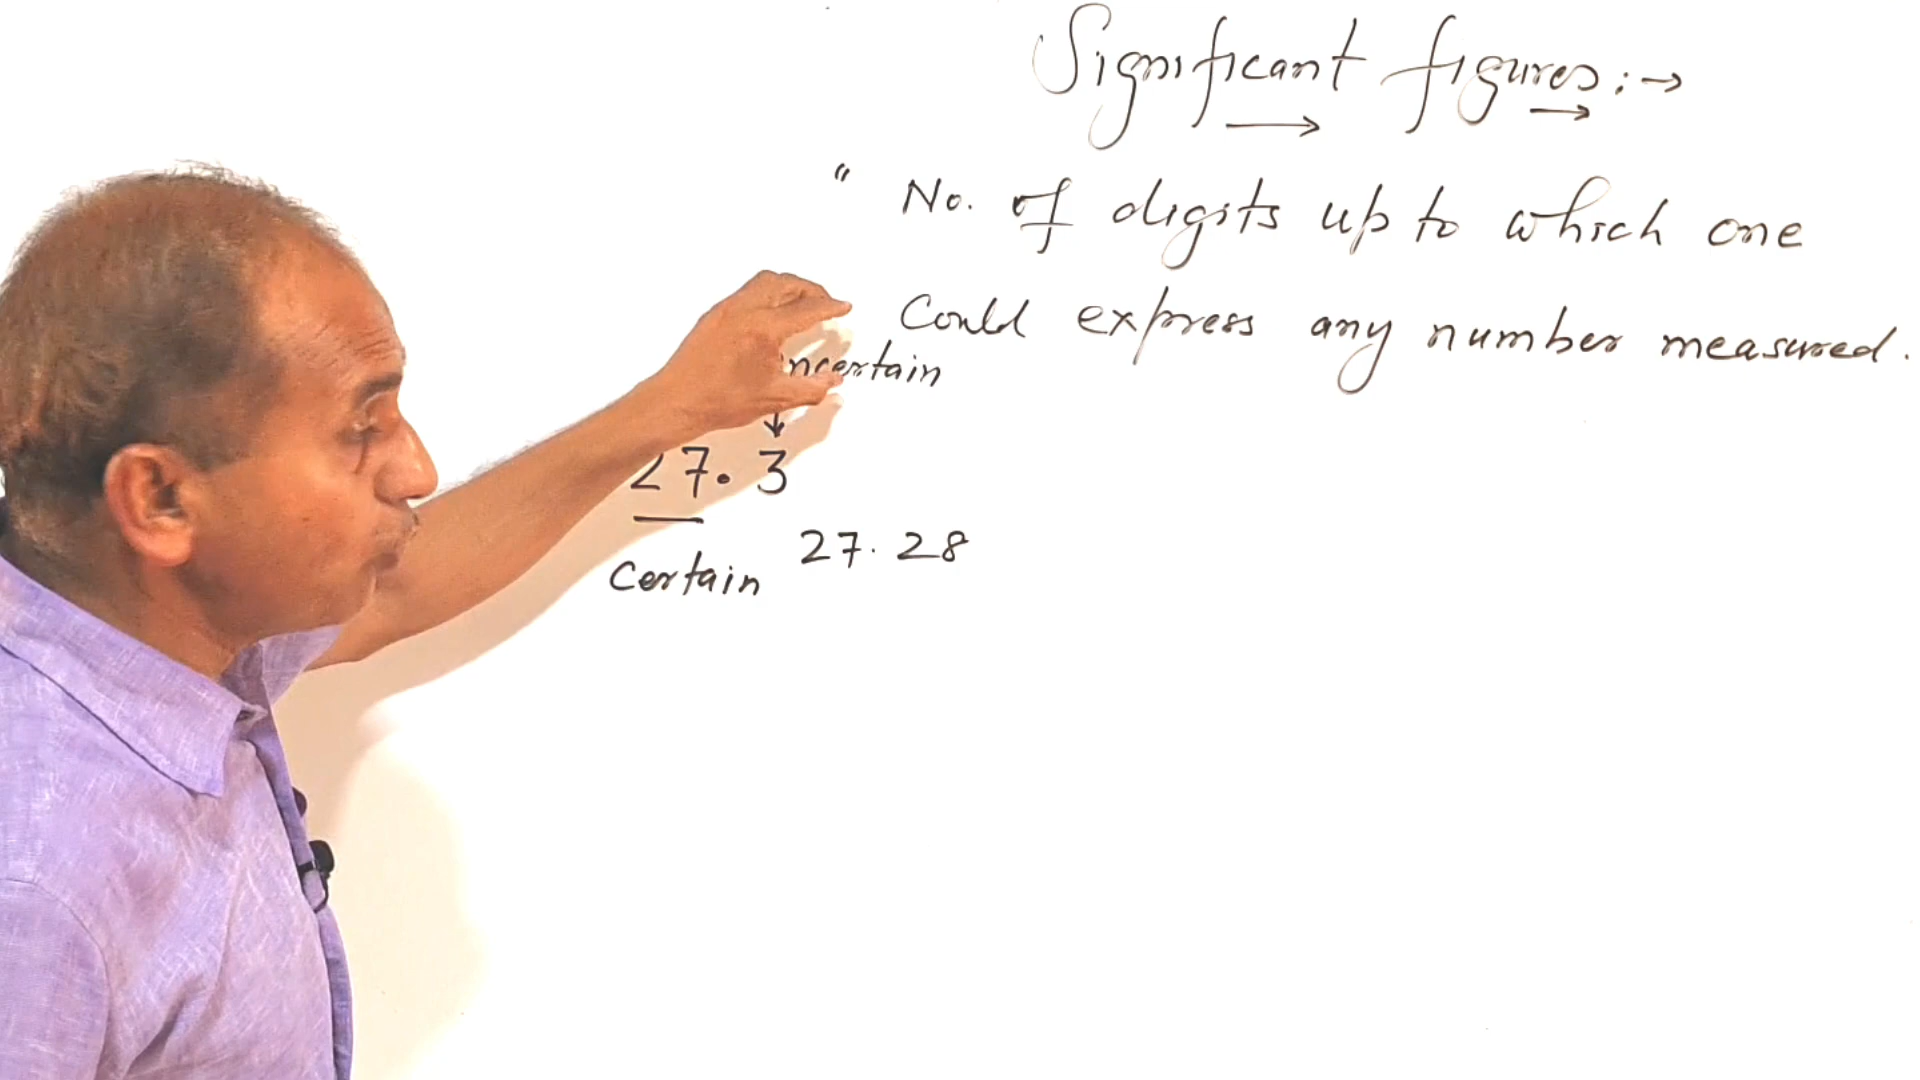 Significant figures:→
" No. of digits up to which one
Could express any number measured.
ncertain
27.3
27.28
Certain